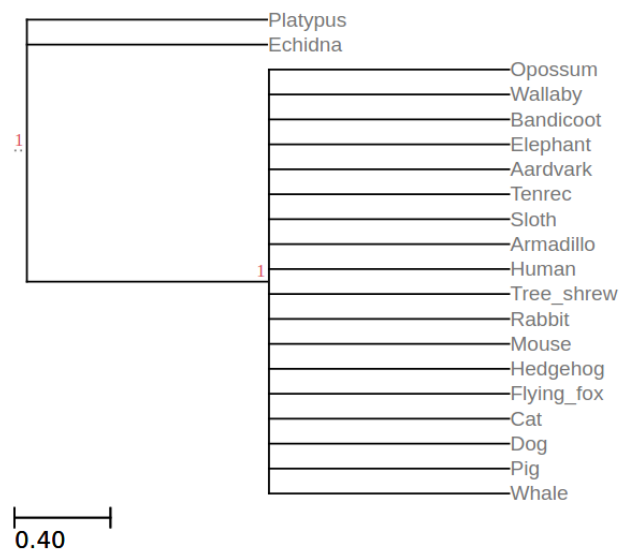 Platypus
Echidna
Opossum
Wallaby
Bandicoot
Elephant
1
Aardvark
Tenrec
Sloth
Armadillo
1
Human
Tree_shrew
Rabbit
Mouse
Hedgehog
Flying_fox
Cat
Dog
Pig
Whale
0.40